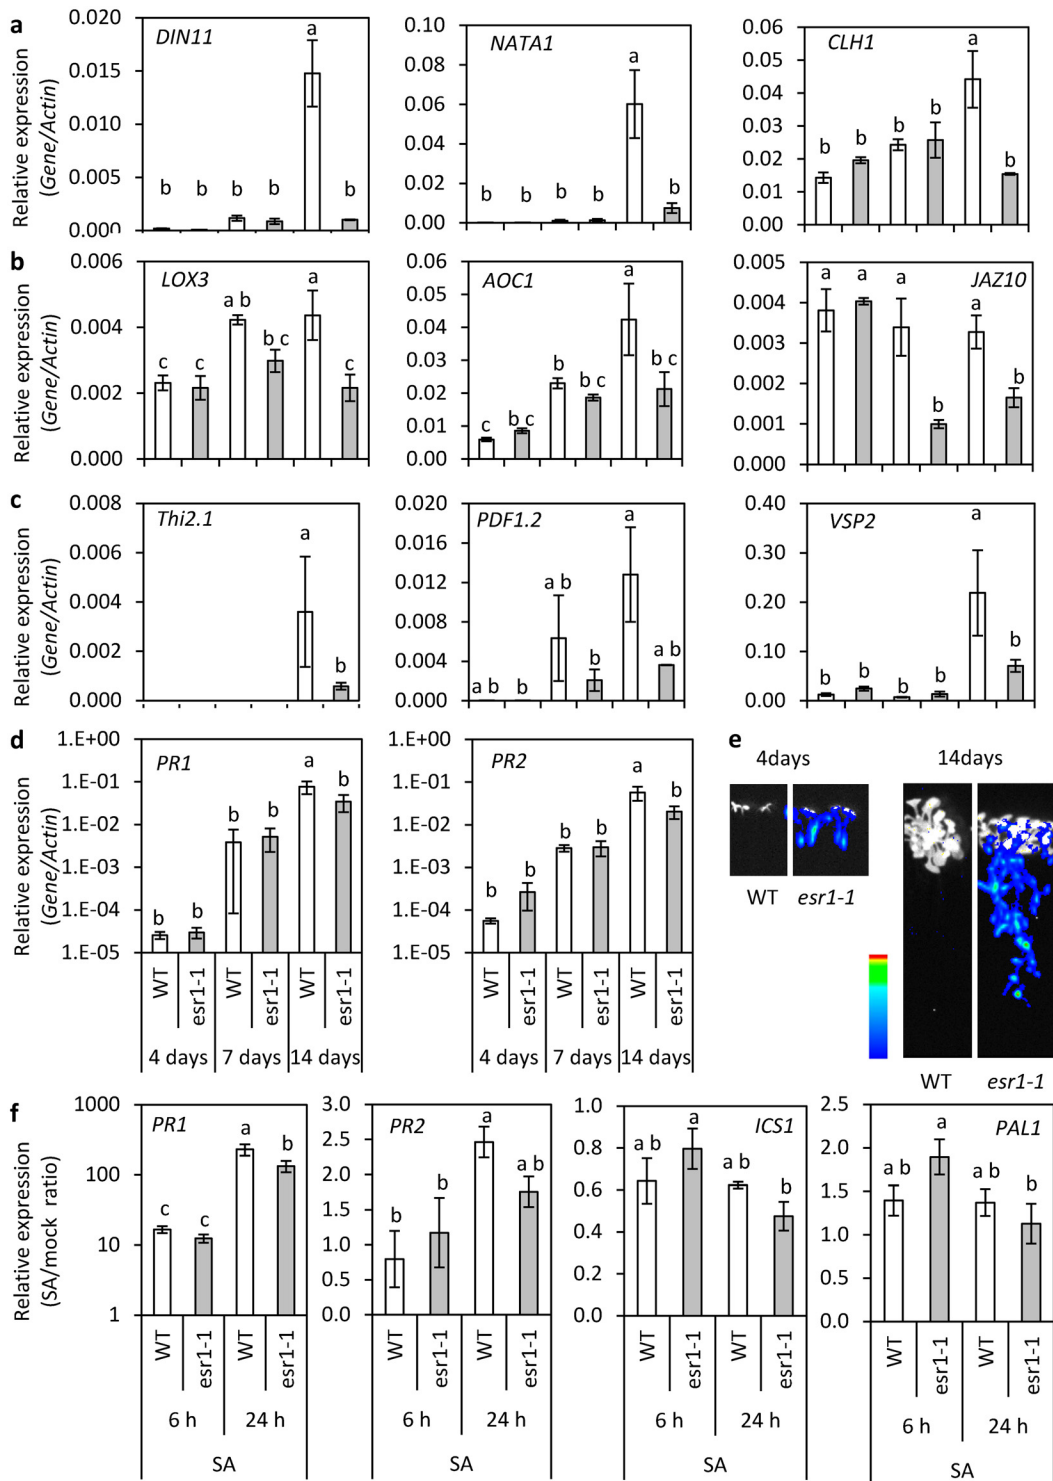 a
Relative expression
(Gene/Actin)
0.020
0.015
0.010
0.005
0.000
DIN11
b b b b a b
0.10
0.08
0.06
0.04
0.02
0.00
NATA1
b b b b a b
0.06
0.05
0.04
0.03
0.02
0.01
0.00
CLH1
b b b b a b
b
Relative expression
(Gene/Actin)
0.006
0.004
0.002
0.000
LOX3
c c a b b c a c
0.06
0.05
0.04
0.03
0.02
0.01
0.00
AOC1
c b c b b c a b c
0.005
0.004
0.003
0.002
0.001
0.000
JAZ10
a a a b a b
c
Relative expression
(Gene/Actin)
0.008
0.006
0.004
0.002
0.000
Thi2.1
a b
0.020
0.016
0.012
0.008
0.004
0.000
PDF1.2
a b b a b b a a b
0.40
0.30
0.20
0.10
0.00
VSP2
b b b b a b
d
Relative expression
(Gene/Actin)
1.E+00
1.E-01
1.E-02
1.E-03
1.E-04
1.E-05
PR1
b b b b a b
WT esr1-1 WT esr1-1 WT esr1-1
4 days 7 days 14 days
1.E+00
1.E-01
1.E-02
1.E-03
1.E-04
1.E-05
PR2
b b b b a b
WT esr1-1 WT esr1-1 WT esr1-1
4 days 7 days 14 days
e
4days 14days
WT esr1-1
WT esr1-1
f
Relative expression
(SA/mock ratio)
1000
100
10
1
PR1
c c a b
WT esr1-1 WT esr1-1
6 h 24 h
SA
3.0
2.5
2.0
1.5
1.0
0.5
0.0
PR2
b b a a b
WT esr1-1 WT esr1-1
6 h 24 h
SA
1.0
0.8
0.6
0.4
0.2
0.0
ICS1
a b a a b b
WT esr1-1 WT esr1-1
6 h 24 h
SA
2.5
2.0
1.5
1.0
0.5
0.0
PAL1
a b a a b b
WT esr1-1 WT esr1-1
6 h 24 h
SA